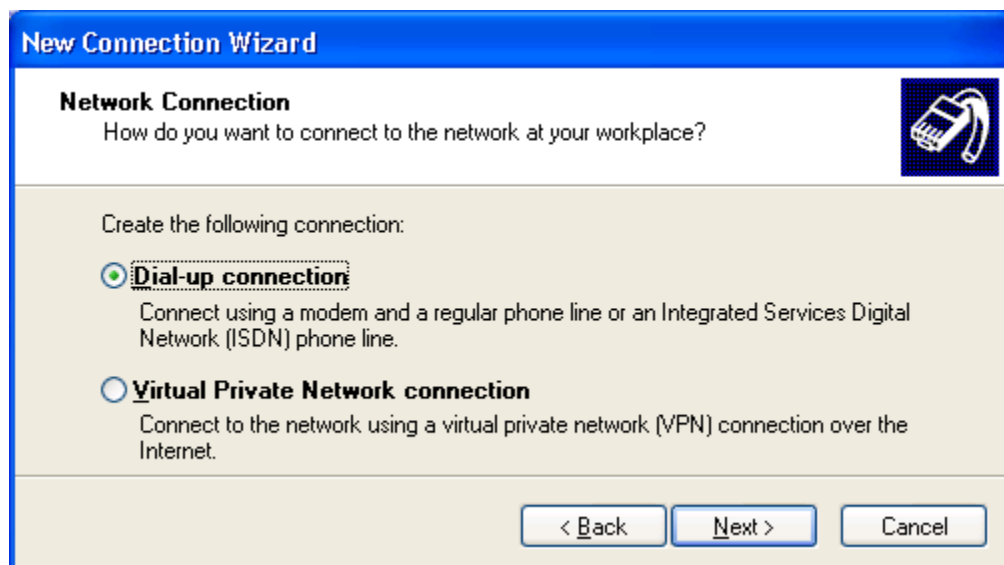 New Connection Wizard
Network Connection
How do you want to connect to the network at your workplace?
Create the following connection:
Dial-up connection
Connect using a modem and a regular phone line or an Integrated Services Digital
Network (ISDN) phone line.
Virtual Private Network connection
Connect to the network using a virtual private network (VPN) connection over the
Internet.
< Back
Next >
Cancel